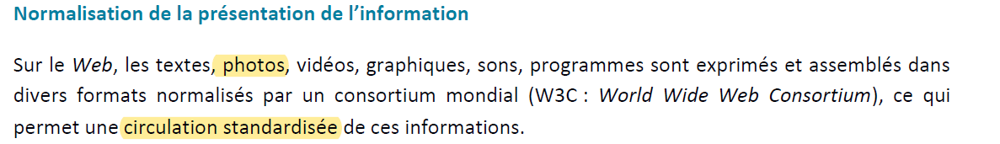 Normalisation de la présentation de l’information
Sur le Web, les textes, photos, vidéos, graphiques, sons, programmes sont exprimés et assemblés dans
divers formats normalisés par un consortium mondial (W3C : World Wide Web Consortium), ce qui
permet une circulation standardisée de ces informations.